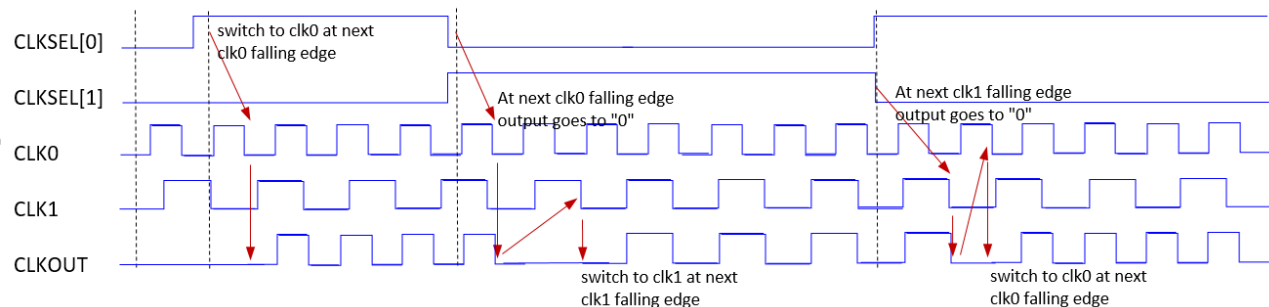 CLKSEL[0]
switch to clk0 at next
clk0 falling edge
CLKSEL[1]
At next clk0 falling edge
output goes to "0"
At next clk1 falling edge
output goes to "0"
CLK0
CLK1
CLKOUT
switch to clk1 at next
clk1 falling edge
switch to clk0 at next
clk0 falling edge